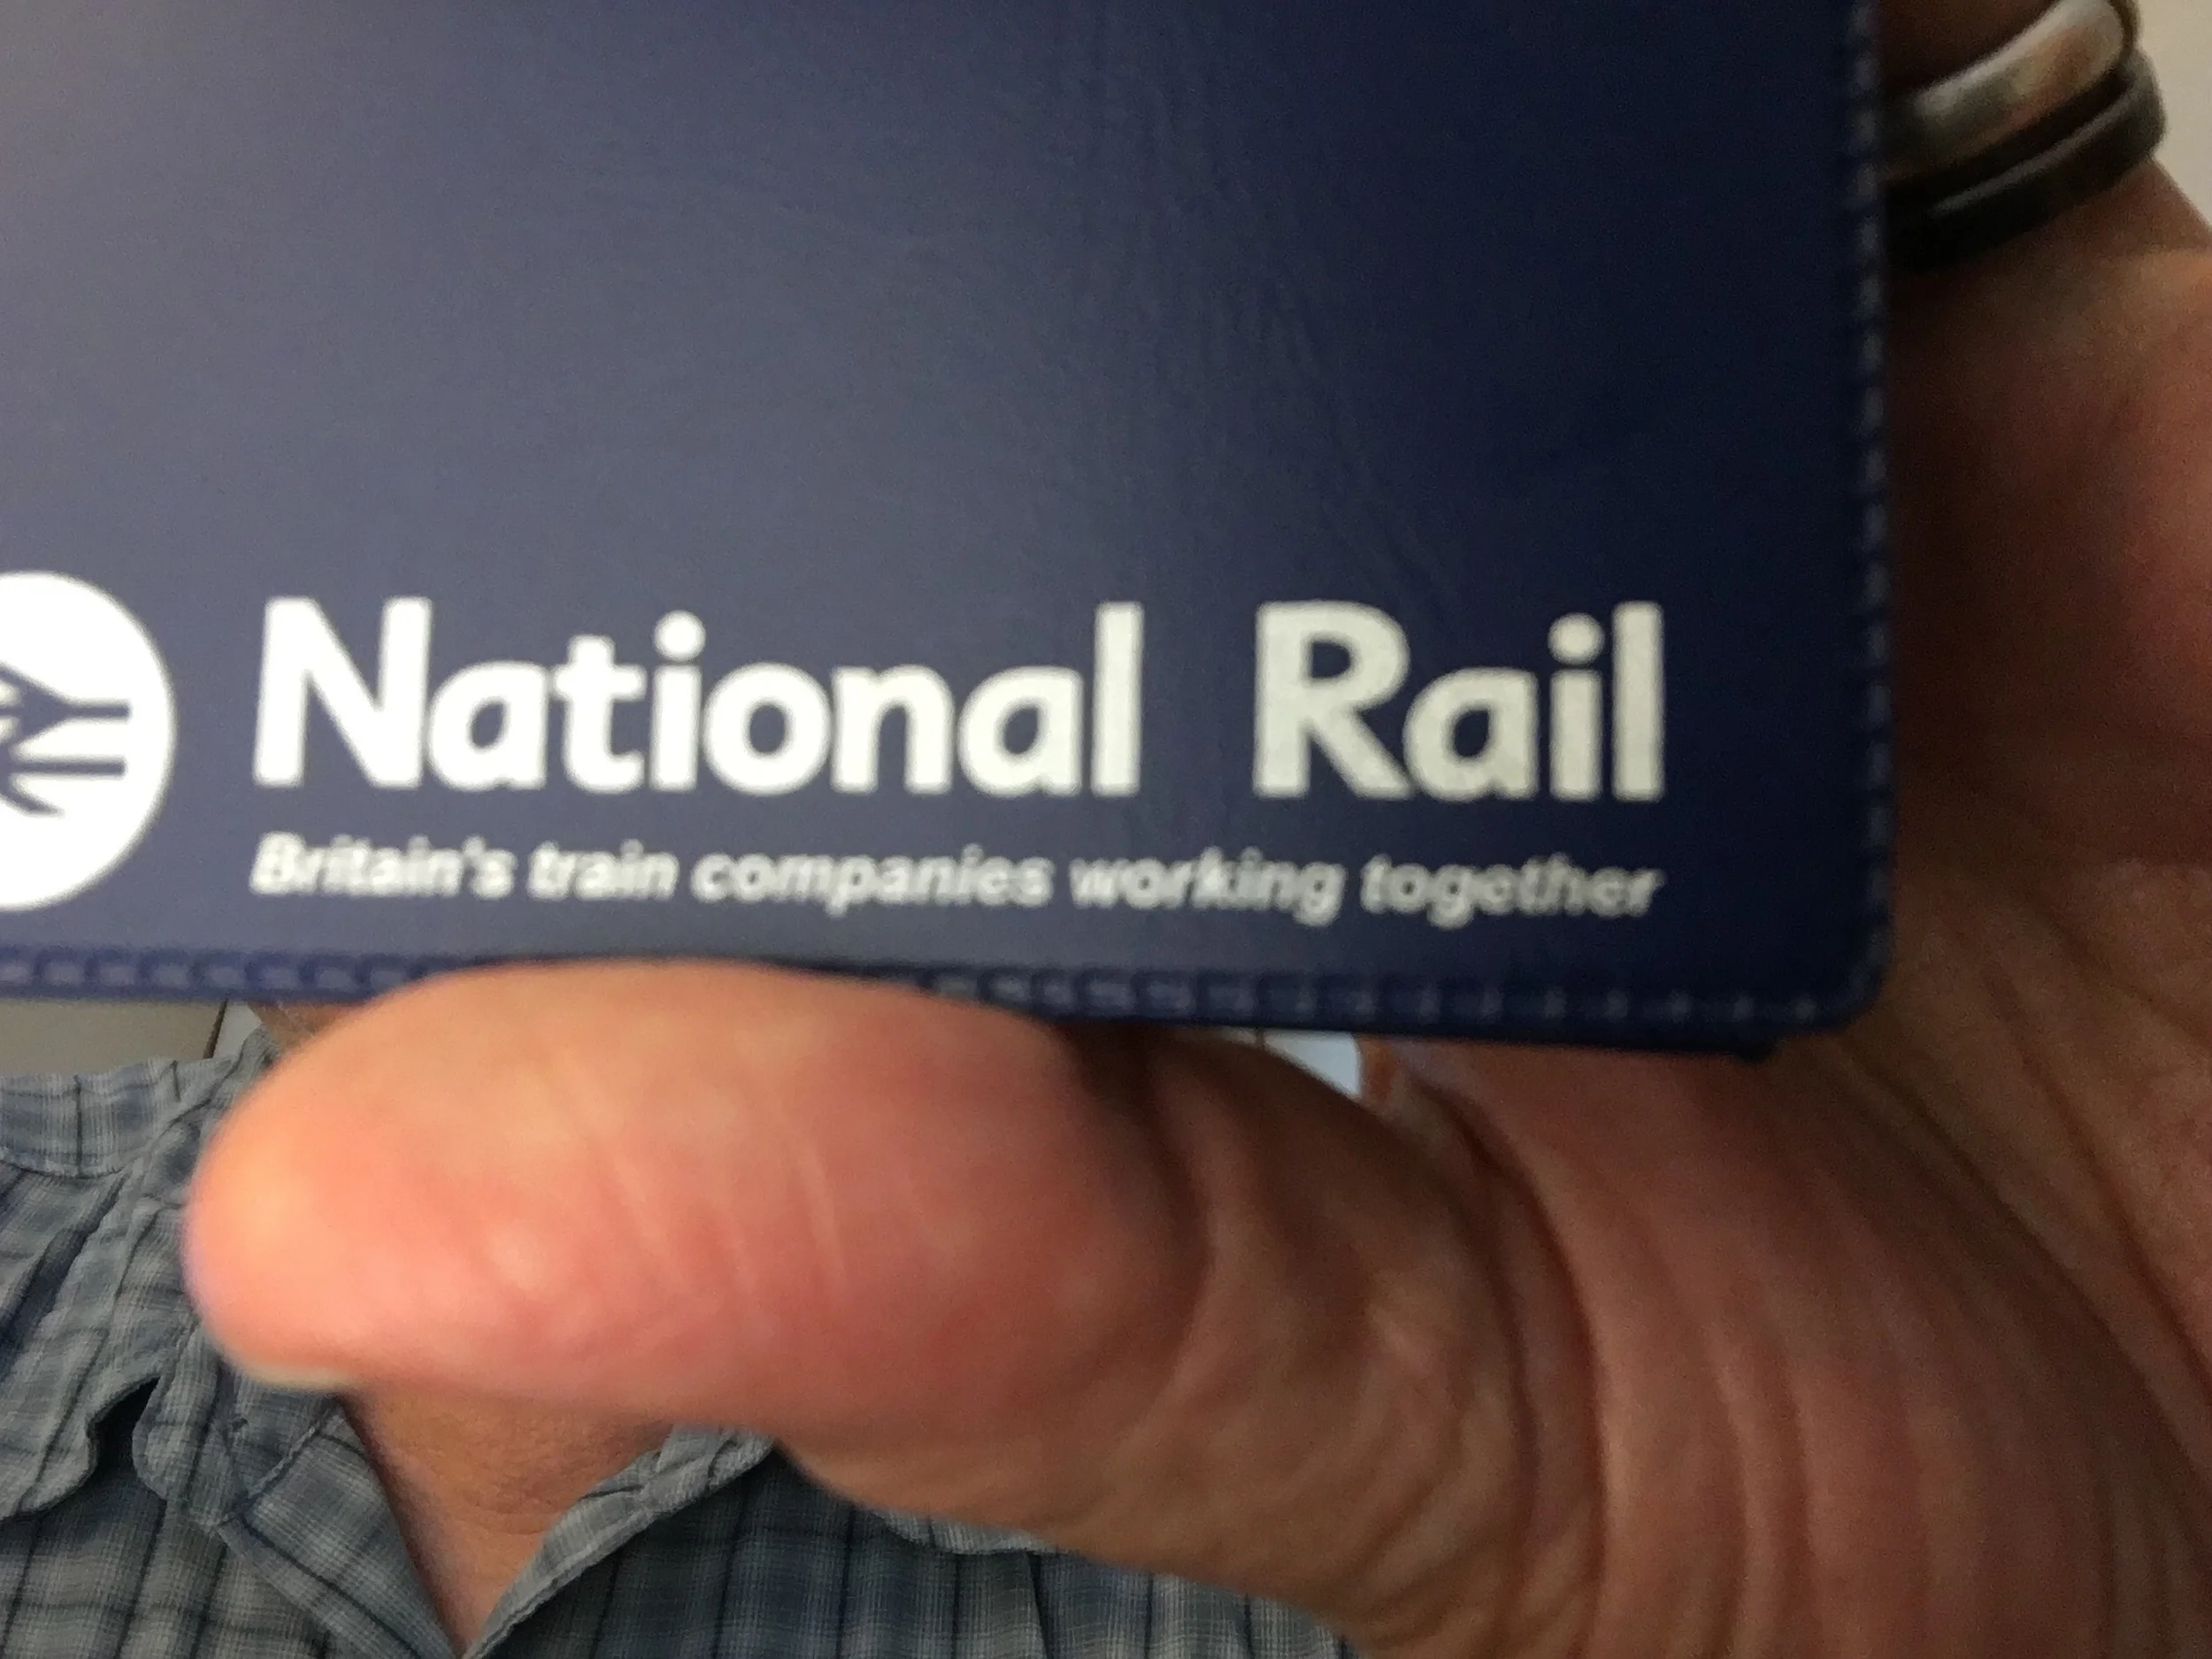 National Rail
Britain's train companies working together